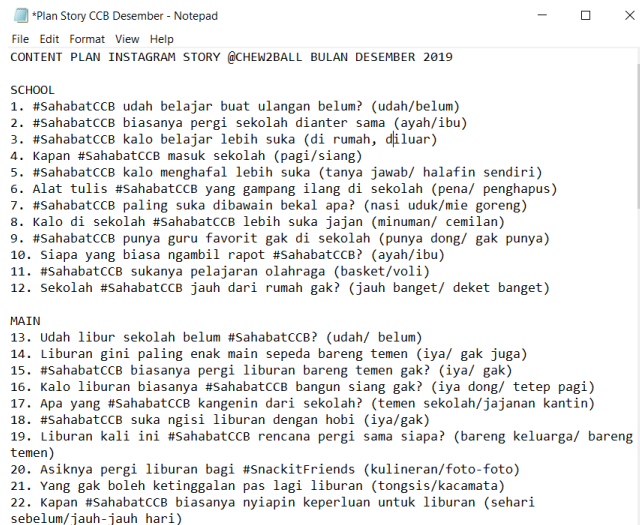 *Plan Story CCB Desember - Notepad
File Edit Format View Help
CONTENT PLAN INSTAGRAM STORY @CHEW2BALL BULAN DESEMBER 2019
SCHOOL
1. #SahabatCCB udah belajar buat ulangan belum? (udah/belum)
2. #SahabatCCB biasanya pergi sekolah dianter sama (ayah/ibu)
3. #SahabatCCB kalo belajar lebih suka (di rumah, diluar)
4. Kapan #SahabatCCB masuk sekolah (pagi/siang)
5. #SahabatCCB kalo menghafal lebih suka (tanya jawab/ halafin sendiri)
6. Alat tulis #SahabatCCB yang gampang ilang di sekolah (pena/ penghapus)
7. #SahabatCCB paling suka dibawain bekal apa? (nasi uduk/mie goreng)
8. Kalo di sekolah #SahabatCCB lebih suka jajan (minuman/ cemilan)
9. #SahabatCCB punya guru favorit gak di sekolah (punya dong/ gak punya)
10. Siapa yang biasa ngambil rapot #SahabatCCB? (ayah/ibu)
11. #SahabatCCB sukanya pelajaran olahraga (basket/voli)
12. Sekolah #SahabatCCB jauh dari rumah gak? (jauh banget/ deket banget)
MAIN
13. Udah libur sekolah belum #SahabatCCB? (udah/ belum)
14. Liburan gini paling enak main sepeda bareng temen (iya/ gak juga)
15. #SahabatCCB biasanya pergi liburan bareng temen gak? (iya/ gak)
16. Kalo liburan biasanya #SahabatCCB bangun siang gak? (iya dong/ tetep pagi)
17. Apa yang #SahabatCCB kangenin dari sekolah? (temen sekolah/jajanan kantin)
18. #SahabatCCB suka ngisi liburan dengan hobi (iya/gak)
19. Liburan kali ini #SahabatCCB rencana pergi sama siapa? (bareng keluarga/ bareng
temen)
20. Asiknya pergi liburan bagi #SnackitFriends (kulineran/foto-foto)
21. Yang gak boleh ketinggalan pas lagi liburan (tongsis/kacamata)
22. Kapan #SahabatCCB biasanya nyiapin keperluan untuk liburan (sehari
sebelum/jauh-jauh hari)